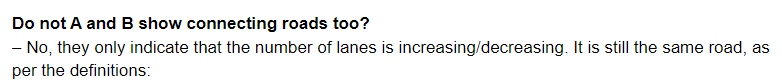 Do not A and B show connecting roads too?
– No, they only indicate that the number of lanes is increasing/decreasing. It is still the same road, as
per the definitions: